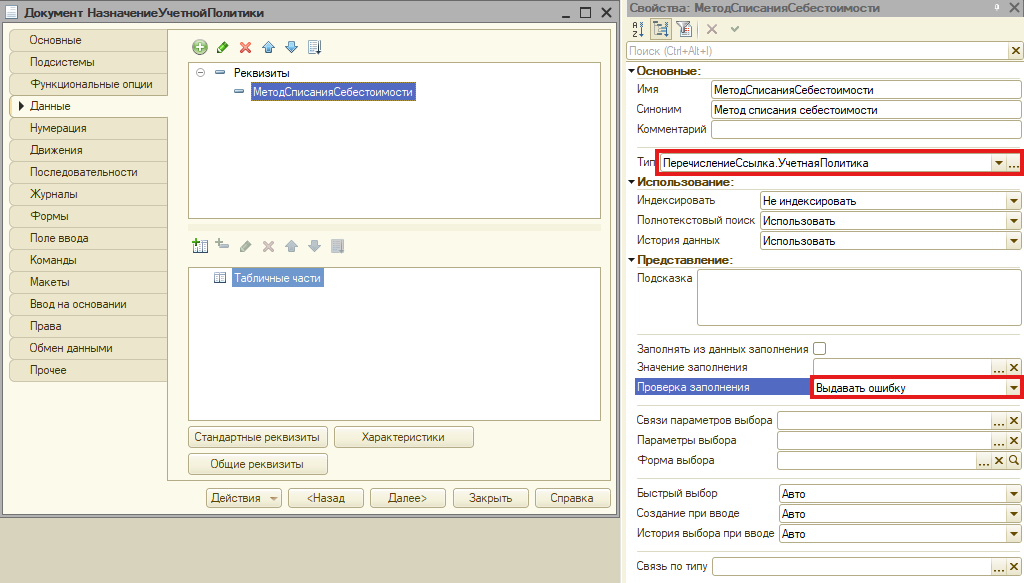 Документ НазначениеУчетнойПолитики
Основные
Подсистемы
Функциональные опции
Данные
Нумерация
Движения
Последовательности
Журналы
Формы
Поле ввода
Команды
Макеты
Ввод на основании
Права
Обмен данными
Прочее
Реквизиты
МетодСписанияСебестоимости
Табличные части
Стандартные реквизиты
Характеристики
Общие реквизиты
Действия
<Назад
Далее>
Закрыть
Справка
Свойства: МетодСписанияСебестоимости
Поиск (Ctrl+Alt+I)
Основные:
Имя МетодСписанияСебестоимости
Синоним Метод списания себестоимости
Комментарий
Тип ПеречислениеСсылка.УчетнаяПолитика
Использование:
Индексировать Не индексировать
Полнотекстовый поиск Использовать
История данных Использовать
Представление:
Подсказка
Заполнять из данных заполнения
Значение заполнения
Проверка заполнения Выдавать ошибку
Связи параметров выбора
Параметры выбора
Форма выбора
Быстрый выбор Авто
Создание при вводе Авто
История выбора при вводе Авто
Связь по типу